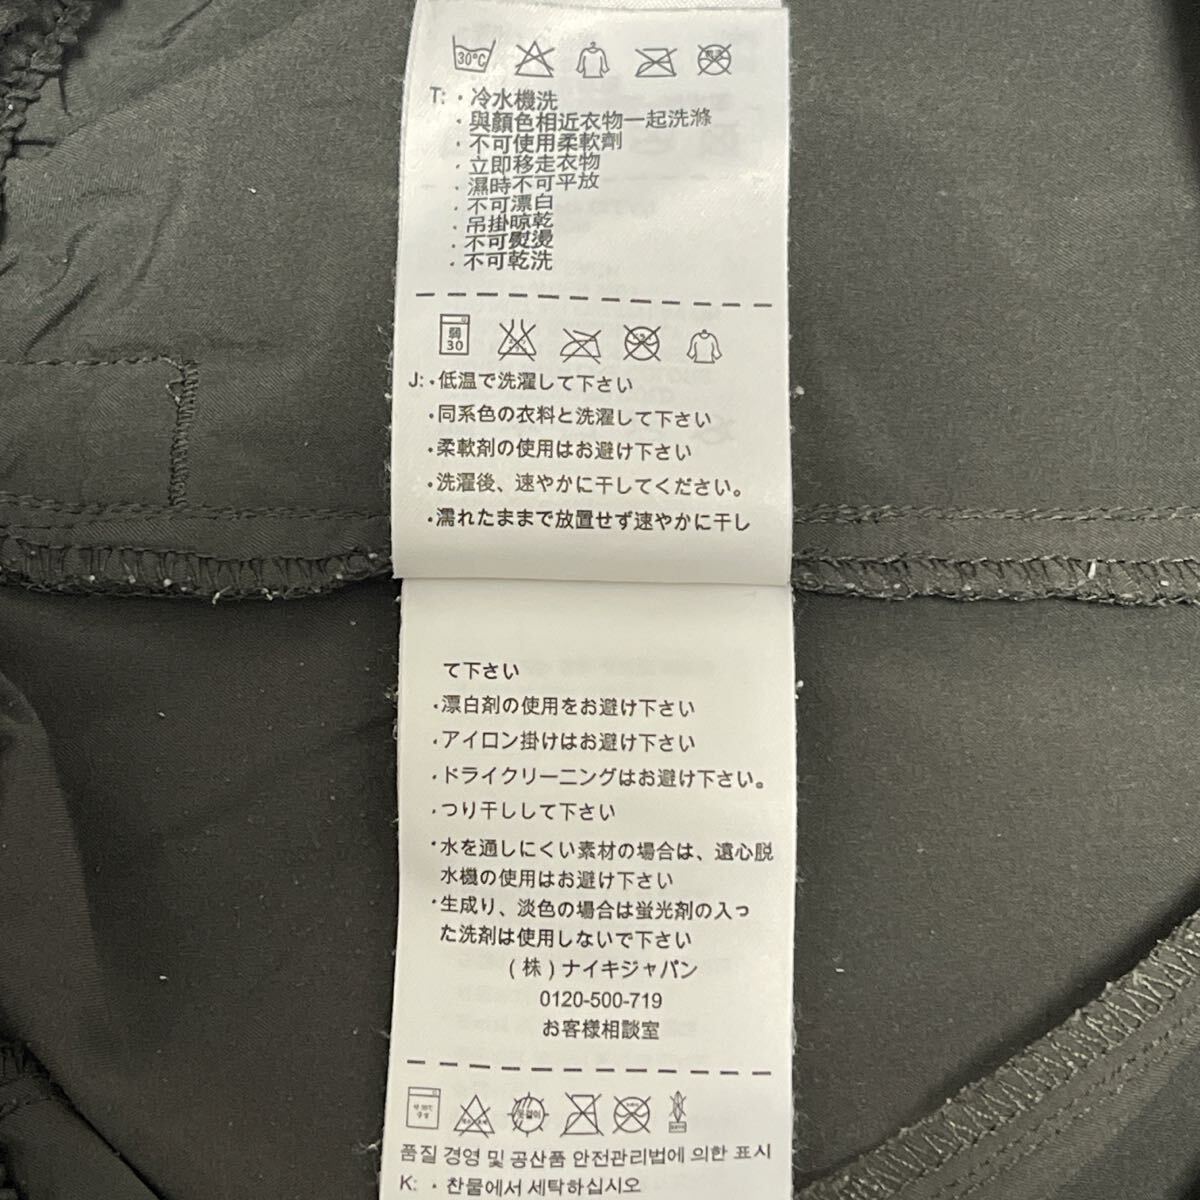 30°C
T: ・冷水機洗
・與顏色相近衣物一起洗滌
・不可使用柔軟劑
・立即移走衣物
・濕時不可平放
・不可漂白
・吊掛晾乾
・不可熨燙
・不可乾洗
弱
30
J:・低温で洗濯して下さい
・同系色の衣料と洗濯して下さい
・柔軟剤の使用はお避け下さい
・洗濯後、速やかに干してください。
・濡れたままで放置せず速やかに干し
て下さい
・漂白剤の使用をお避け下さい
・アイロン掛けはお避け下さい
・ドライクリーニングはお避け下さい。
・つり干しして下さい
・水を通しにくい素材の場合は、遠心脱
水機の使用はお避け下さい
・生成り、淡色の場合は蛍光剤の入っ
た洗剤は使用しないで下さい
(株)ナイキジャパン
0120-500-719
お客様相談室
약 30℃
중성
옷걸이
품질 경영 및 공산품 안전관리법에 의한 표시
K: ・찬물에서 세탁하십시오